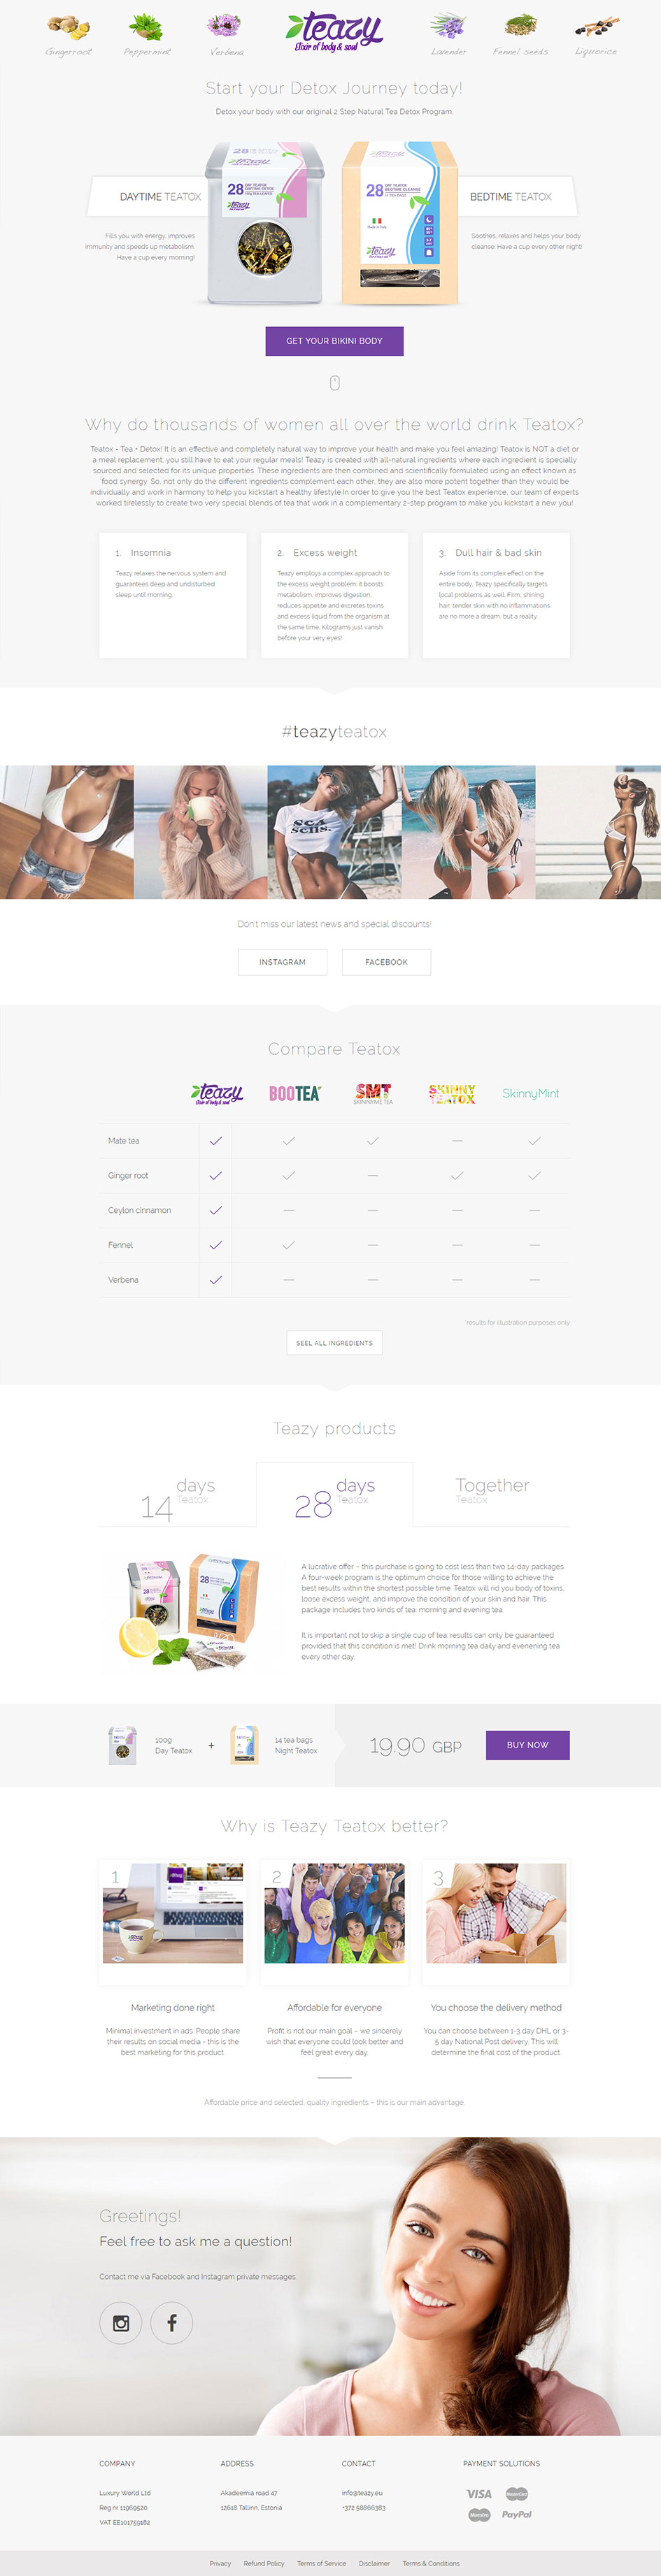 Gingerroot
Peppermint
Verbena
teazy
Elixir of body & soul
Lavender
Fennel seeds
Liquorice
Start your Detox Journey today!
Detox your body with our original 2 Step Natural Tea Detox Program.
DAYTIME TEATOX
Fills you with energy, improves
immunity and speeds up metabolism.
Have a cup every morning!
28 DAY TEATOX
DAYTIME DETOX
teazy
28 DAY TEATOX
BEDTIME CLEANSE
14 TEA BAGS
Made in Italy
teazy
BEDTIME TEATOX
Soothes, relaxes and helps your body
cleanse. Have a cup every other night!
GET YOUR BIKINI BODY
Why do thousands of women all over the world drink Teatox?
Teatox = Tea + Detox! It is an effective and completely natural way to improve your health and make you feel amazing! Teatox is NOT a diet or
a meal replacement; you still have to eat your regular meals! Teazy is created with all-natural ingredients where each ingredient is specially
sourced and selected for its unique properties. These ingredients are then combined and scientifically formulated using an effect known as
'food synergy'. So, not only do the different ingredients complement each other, they are also more potent together than they would be
individually and work in harmony to help you kickstart a healthy lifestyle.In order to give you the best Teatox experience, our team of experts
worked tirelessly to create two very special blends of tea that work in a complementary 2-step program to make you kickstart a new you!
1. Insomnia
Teazy relaxes the nervous system and
guarantees deep and undisturbed
sleep until morning.
2. Excess weight
Teazy employs a complex approach to
the excess weight problem: it boosts
metabolism, improves digestion,
reduces appetite and excretes toxins
and excess liquid from the organism at
the same time. Kilograms just vanish
before your very eyes!
3. Dull hair & bad skin
Aside from its complex effect on the
entire body, Teazy specifically targets
local problems as well. Firm, shining
hair, tender skin with no inflammations
are no more a dream, but a reality.
#teazyteatox
SEA
SENS.
Don't miss our latest news and special discounts!
INSTAGRAM
FACEBOOK
Compare Teatox
teazy
Elixir of body & soul
BOOTEA
SMT
SKINNYME TEA
SKINNY
TEATOX
SkinnyMint
Mate tea
Ginger root
Ceylon cinnamon
Fennel
Verbena
*results for illustration purposes only
SEEL ALL INGREDIENTS
Teazy products
14 days
Teatox
28 days
Teatox
Together
Teatox
A lucrative offer – this purchase is going to cost less than two 14-day packages.
A four-week program is the optimum choice for those willing to achieve the
best results within the shortest possible time. Teatox will rid you body of toxins,
loose excess weight, and improve the condition of your skin and hair. This
package includes two kinds of tea: morning and evening tea.
It is important not to skip a single cup of tea; results can only be guaranteed
provided that this condition is met! Drink morning tea daily and evenening tea
every other day.
100g
Day Teatox
+
14 tea bags
Night Teatox
19.90 GBP
BUY NOW
Why is Teazy Teatox better?
1
teazy
2
3
Marketing done right
Minimal investment in ads. People share
their results on social media - this is the
best marketing for this product.
Affordable for everyone
Profit is not our main goal – we sincerely
wish that everyone could look better and
feel great every day.
You choose the delivery method
You can choose between 1-3 day DHL or 3-
5 day National Post delivery. This will
determine the final cost of the product.
Affordable price and selected, quality ingredients – this is our main advantage.
Greetings!
Feel free to ask me a question!
Contact me via Facebook and Instagram private messages.
COMPANY
Luxury World Ltd
Reg.nr 11969520
VAT EE101759182
ADDRESS
Akadeemia road 47
12618 Tallinn, Estonia
CONTACT
info@teazy.eu
+372 58866383
PAYMENT SOLUTIONS
VISA
MasterCard
Maestro
PayPal
Privacy
Refund Policy
Terms of Service
Disclaimer
Terms & Conditions